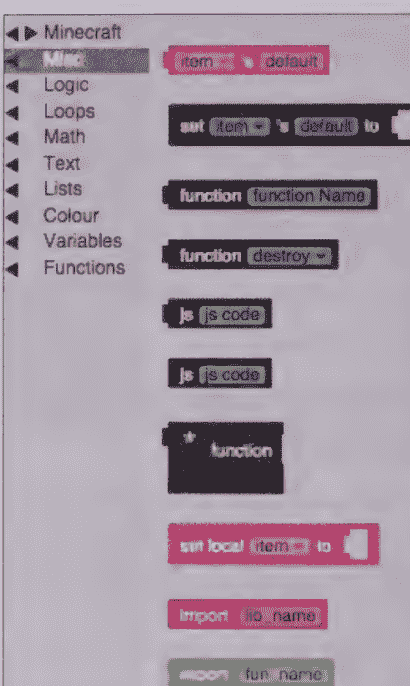 Minecraft
Misc
Logic
Loops
Math
Text
Lists
Colour
Variables
Functions
item 's default
set item 's default to
function function Name
function destroy
js js code
js js code
function
set local item to
import lib_name
fun_name